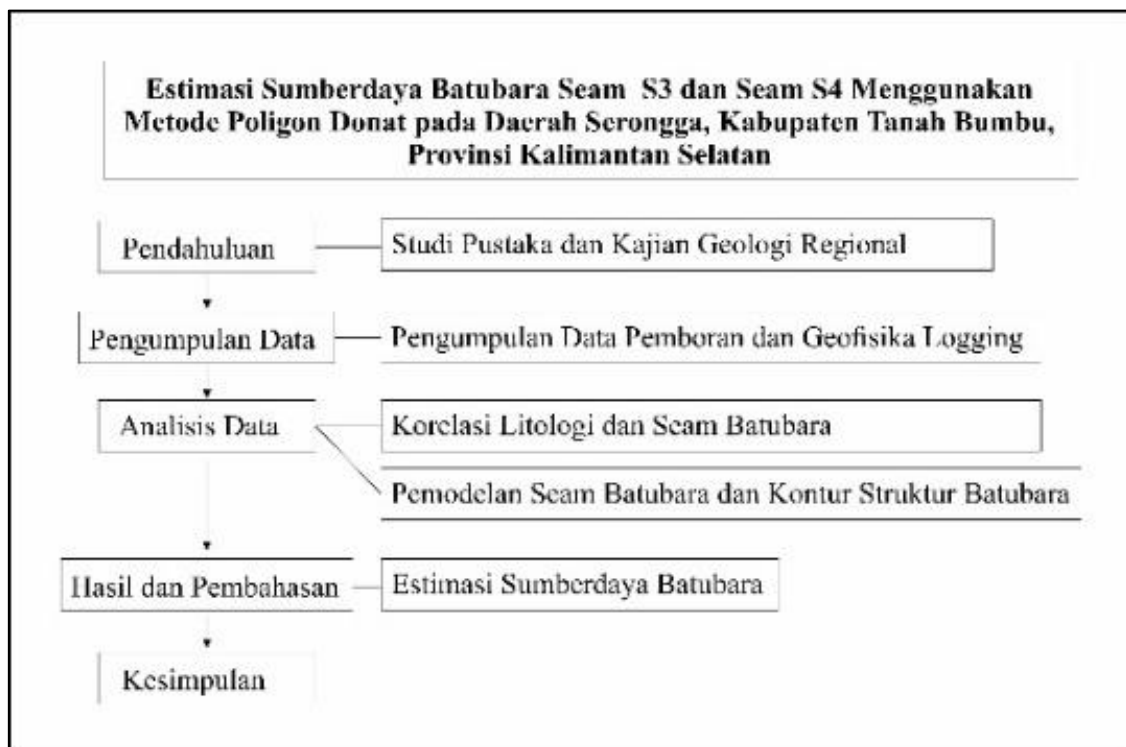 Estimasi Sumberdaya Batubara Seam S3 dan Seam S4 Menggunakan
Metode Poligon Donat pada Daerah Serongga, Kabupaten Tanah Bumbu,
Provinsi Kalimantan Selatan
Pendahuluan
Studi Pustaka dan Kajian Geologi Regional
Pengumpulan Data
Pengumpulan Data Pemboran dan Geofisika Logging
Analisis Data
Korelasi Litologi dan Seam Batubara
Pemodelan Seam Batubara dan Kontur Struktur Batubara
Hasil dan Pembahasan
Estimasi Sumberdaya Batubara
Kesimpulan